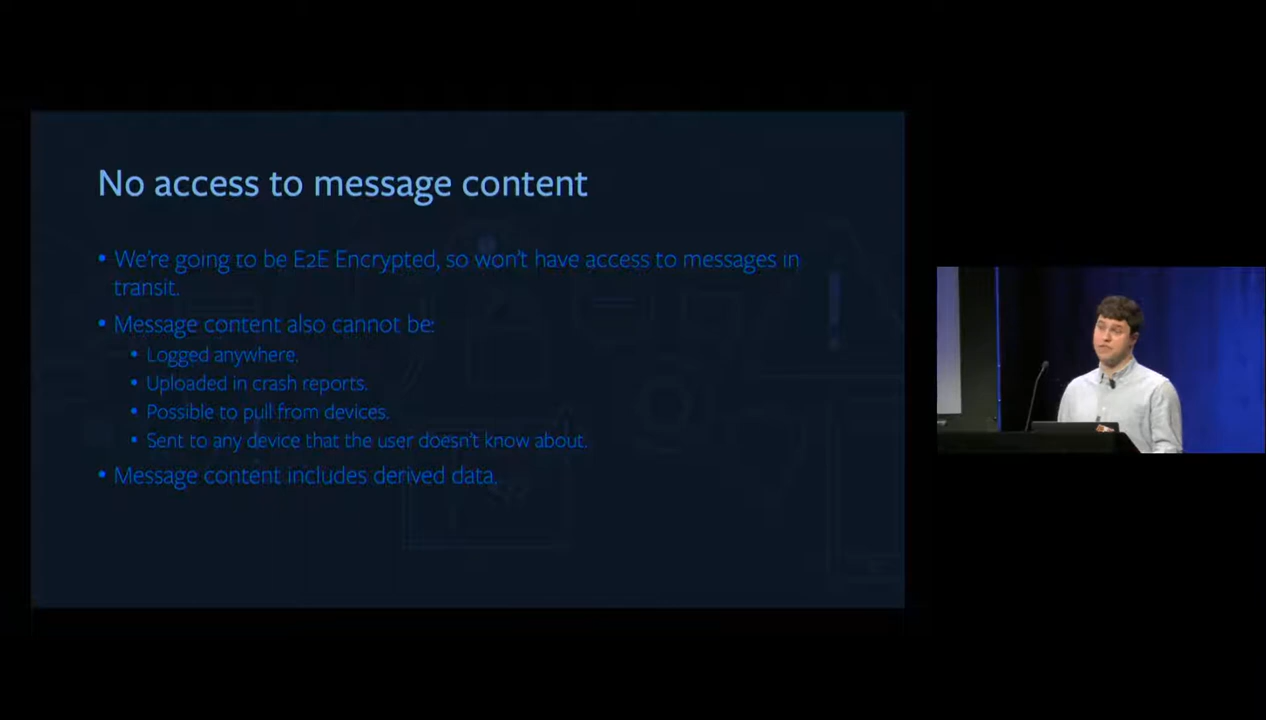 No access to message content
• We're going to be E2E Encrypted, so won't have access to messages in
transit.
• Message content also cannot be:
• Logged anywhere.
• Uploaded in crash reports.
• Possible to pull from devices.
• Sent to any device that the user doesn't know about.
• Message content includes derived data.